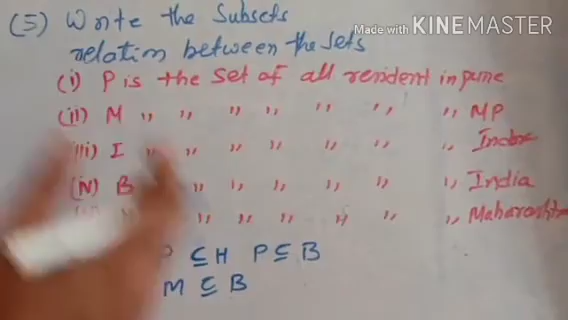 Made with KINEMASTER
(5) Write the Subsets
relation between the sets
(i) P is the set of all resident in pune
(ii) M " " " " " " " MP
(iii) I " " " " " " " Indore
(iv) B " " " " " " India
" " " " " " Maharashtra
P ⊆ H P ⊆ B
M ⊆ B